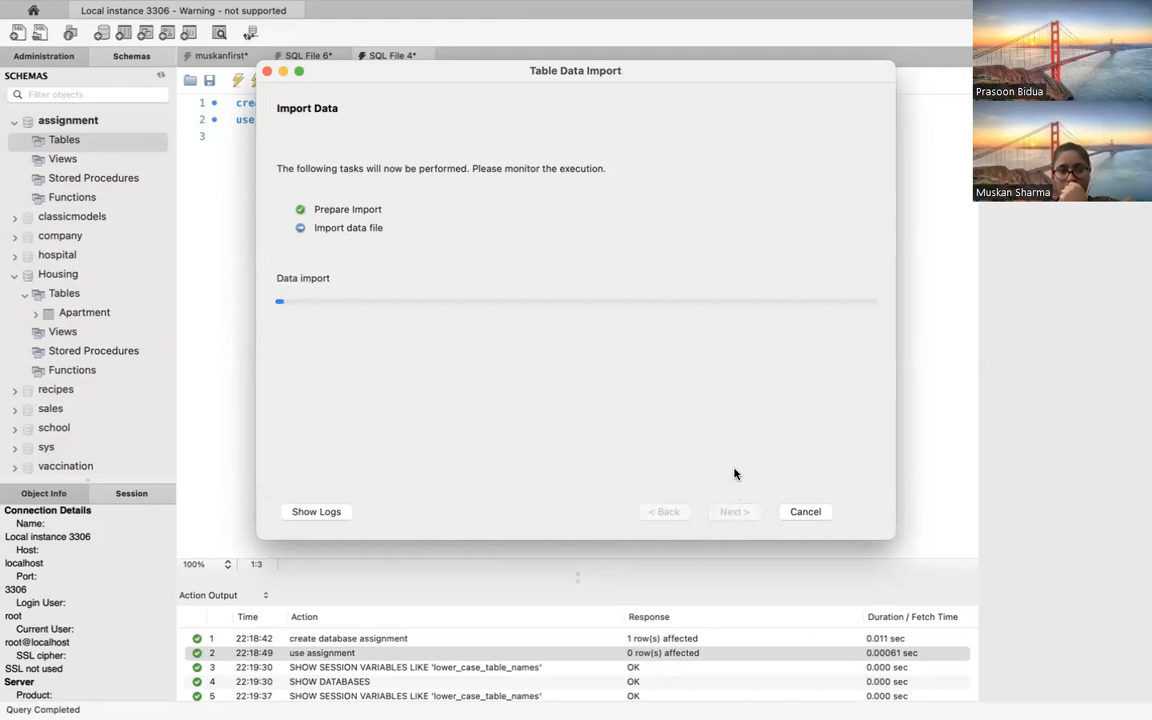 Local instance 3306 - Warning - not supported
Administration
Schemas
muskanfirst*
SQL File 6*
SQL File 4*
SCHEMAS
Filter objects
assignment
Tables
Views
Stored Procedures
Functions
classicmodels
company
hospital
Housing
Tables
Apartment
Views
Stored Procedures
Functions
recipes
sales
school
sys
vaccination
Object Info
Session
Connection Details
Name:
Local instance 3306
Host:
localhost
Port:
3306
Login User:
root
Current User:
root@localhost
SSL cipher:
SSL not used
Server
Product:
Query Completed
1
2 use
3
Table Data Import
Import Data
The following tasks will now be performed. Please monitor the execution.
Prepare Import
Import data file
Data import
Show Logs
< Back
Next >
Cancel
100%
1:3
Action Output
Time Action Response Duration / Fetch Time
1 22:18:42 create database assignment 1 row(s) affected 0.011 sec
2 22:18:49 use assignment 0 row(s) affected 0.00061 sec
3 22:19:30 SHOW SESSION VARIABLES LIKE 'lower_case_table_names' OK 0.000 sec
4 22:19:30 SHOW DATABASES OK 0.000 sec
5 22:19:37 SHOW SESSION VARIABLES LIKE 'lower_case_table_names' OK 0.000 sec
Prasoon Bidua
Muskan Sharma